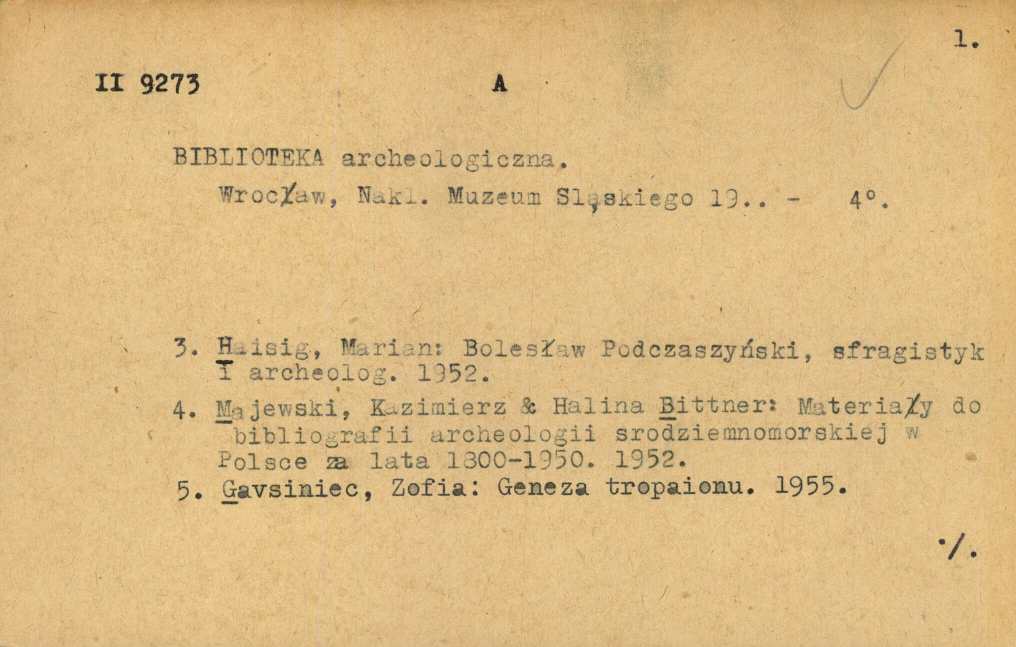 1.
II 9273 A
BIBLIOTEKA archeologiczna.
Wrocław, Nakl. Muzeum Sląskiego 19.. - 4°.
3. Haisig, Marian: Bolesław Podczaszyński, sfragistyk
I archeolog. 1952.
4. Majewski, Kazimierz & Halina Bittner: Materiały do
bibliografii archeologii srodziemnomorskiej w
Polsce za lata 1800-1950. 1952.
5. Gavsiniec, Zofia: Geneza tropaionu. 1955.
./.